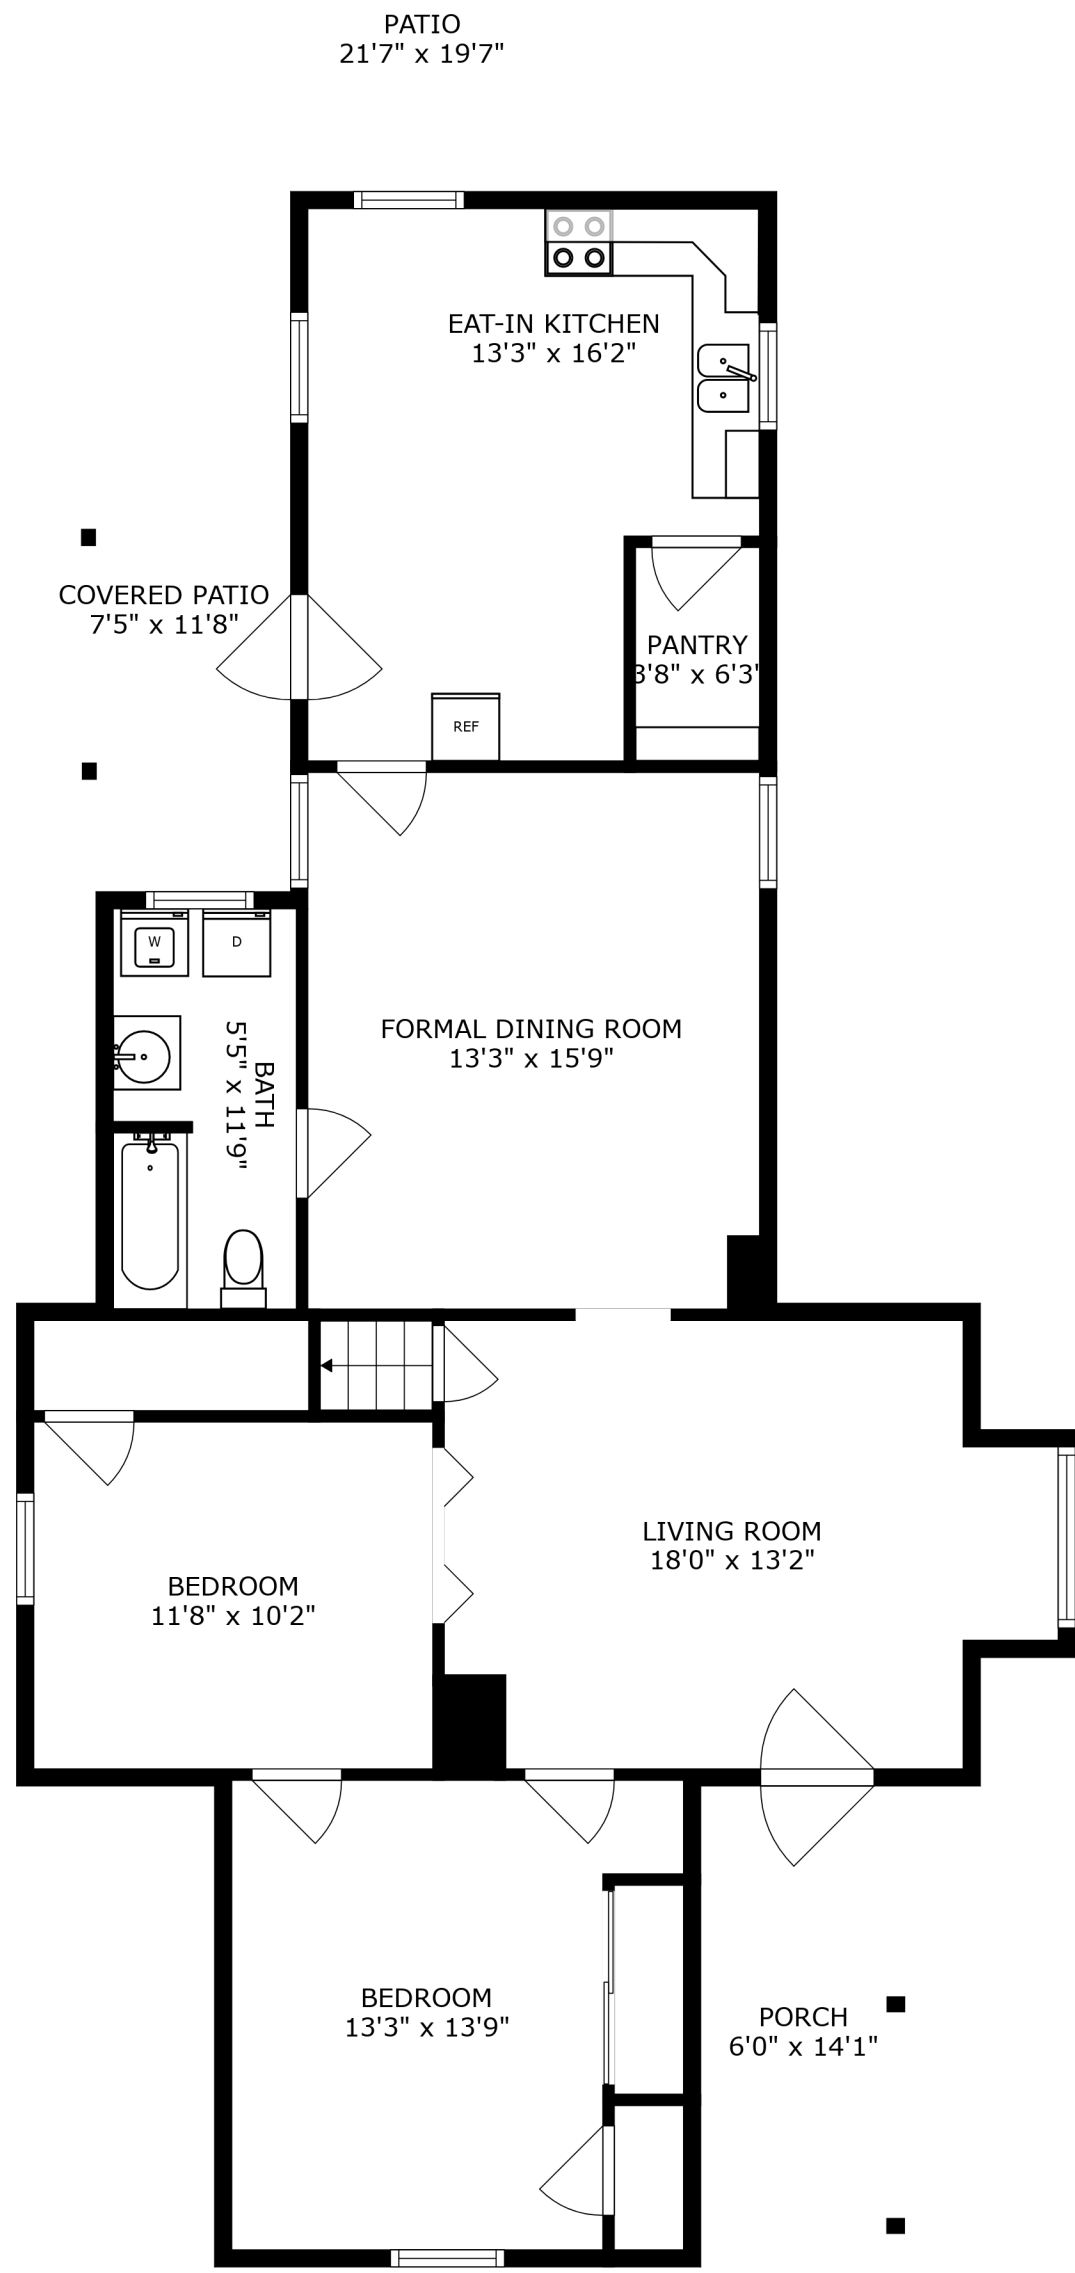 PATIO
21'7" x 19'7"
EAT-IN KITCHEN
13'3" x 16'2"
COVERED PATIO
7'5" x 11'8"
PANTRY
3'8" x 6'3"
REF
W
D
FORMAL DINING ROOM
13'3" x 15'9"
BATH
5'5" x 11'9"
LIVING ROOM
18'0" x 13'2"
BEDROOM
11'8" x 10'2"
BEDROOM
13'3" x 13'9"
PORCH
6'0" x 14'1"